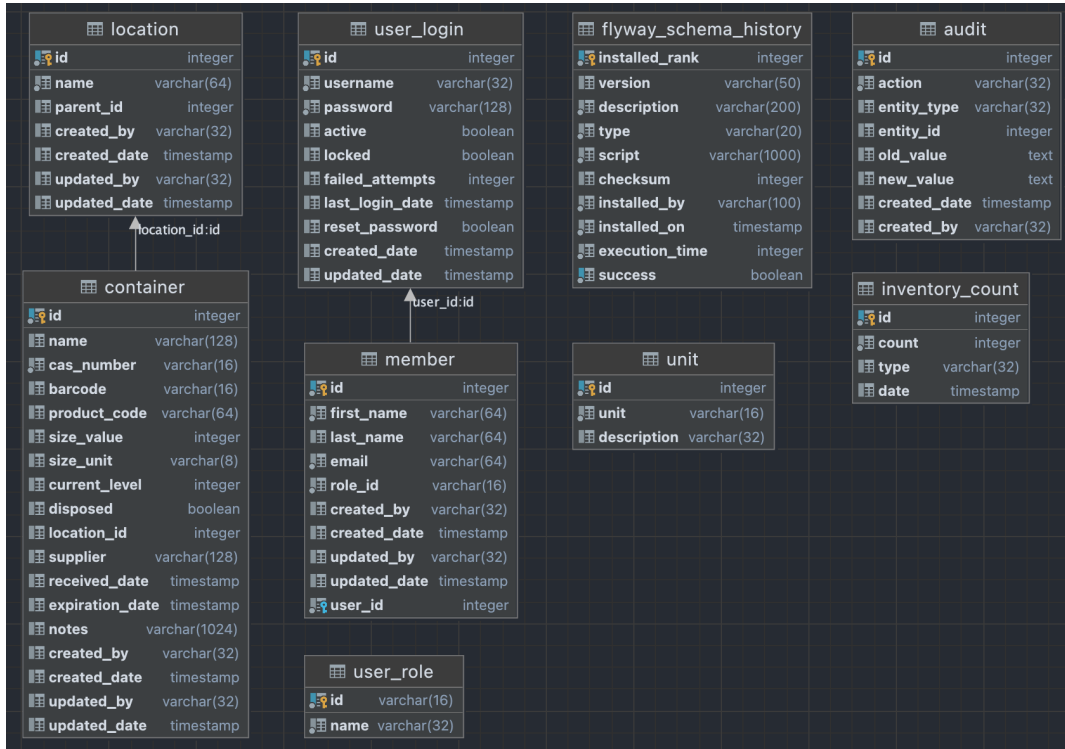 location
id integer
name varchar(64)
parent_id integer
created_by varchar(32)
created_date timestamp
updated_by varchar(32)
updated_date timestamp
location_id:id
container
id integer
name varchar(128)
cas_number varchar(16)
barcode varchar(16)
product_code varchar(64)
size_value integer
size_unit varchar(8)
current_level integer
disposed boolean
location_id integer
supplier varchar(128)
received_date timestamp
expiration_date timestamp
notes varchar(1024)
created_by varchar(32)
created_date timestamp
updated_by varchar(32)
updated_date timestamp
user_login
id integer
username varchar(32)
password varchar(128)
active boolean
locked boolean
failed_attempts integer
last_login_date timestamp
reset_password boolean
created_date timestamp
updated_date timestamp
user_id:id
member
id integer
first_name varchar(64)
last_name varchar(64)
email varchar(64)
role_id varchar(16)
created_by varchar(32)
created_date timestamp
updated_by varchar(32)
updated_date timestamp
user_id integer
user_role
id varchar(16)
name varchar(32)
flyway_schema_history
installed_rank integer
version varchar(50)
description varchar(200)
type varchar(20)
script varchar(1000)
checksum integer
installed_by varchar(100)
installed_on timestamp
execution_time integer
success boolean
unit
id integer
unit varchar(16)
description varchar(32)
audit
id integer
action varchar(32)
entity_type varchar(32)
entity_id integer
old_value text
new_value text
created_date timestamp
created_by varchar(32)
inventory_count
id integer
count integer
type varchar(32)
date timestamp